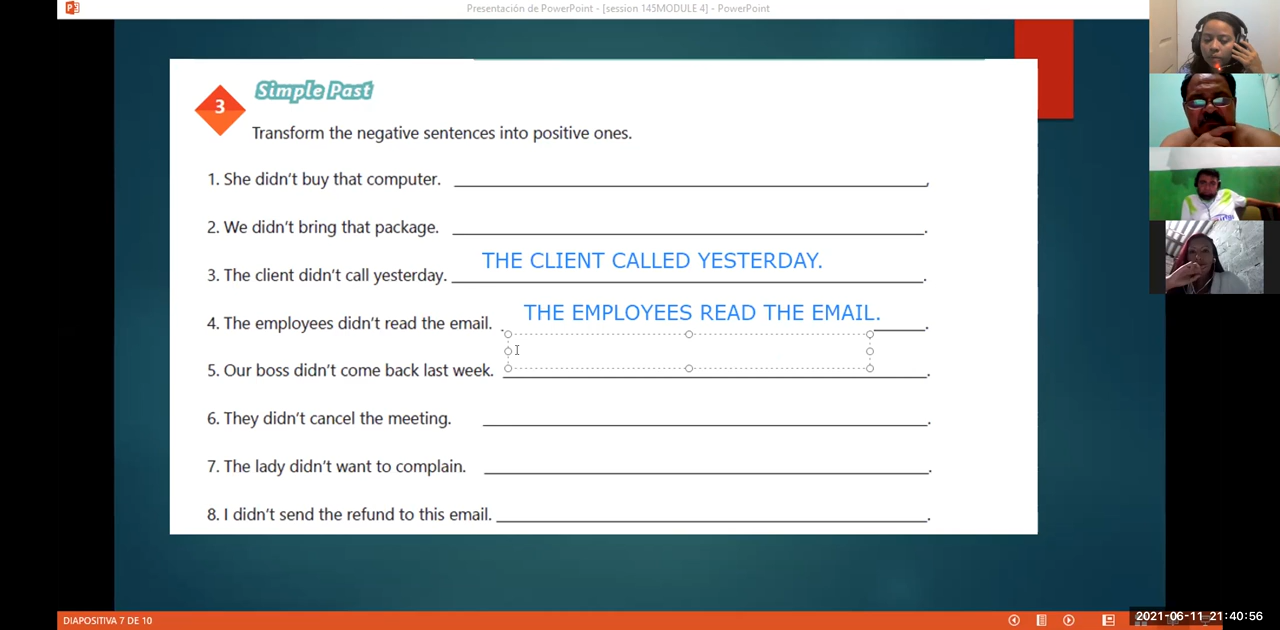 Presentación de PowerPoint - [session 145MODULE 4] - PowerPoint
3
Simple Past
Transform the negative sentences into positive ones.
1. She didn't buy that computer. ,
2. We didn't bring that package. .
THE CLIENT CALLED YESTERDAY.
3. The client didn't call yesterday. .
THE EMPLOYEES READ THE EMAIL.
4. The employees didn't read the email. .
5. Our boss didn't come back last week. .
6. They didn't cancel the meeting. .
7. The lady didn't want to complain. .
8. I didn't send the refund to this email. .
DIAPOSITIVA 7 DE 10
2021-06-11 21:40:56